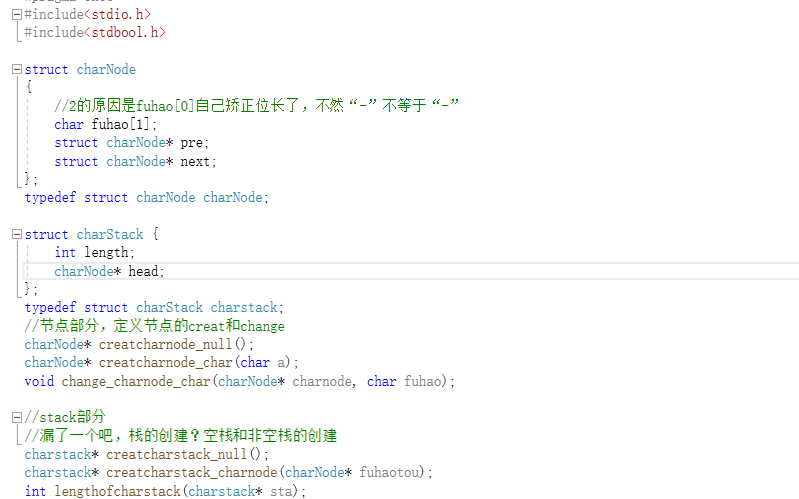 #include<stdio.h>
#include<stdbool.h>
struct charNode
{
//2的原因是fuhao[0]自己矫正位长了，不然“-”不等于“-”
char fuhao[1];
struct charNode* pre;
struct charNode* next;
};
typedef struct charNode charNode;
struct charStack {
int length;
charNode* head;
};
typedef struct charStack charstack;
//节点部分，定义节点的creat和change
charNode* creatcharnode_null();
charNode* creatcharnode_char(char a);
void change_charnode_char(charNode* charnode, char fuhao);
//stack部分
//漏了一个吧，栈的创建？空栈和非空栈的创建
charstack* creatcharstack_null();
charstack* creatcharstack_charnode(charNode* fuhaotou);
int lengthofcharstack(charstack* sta);